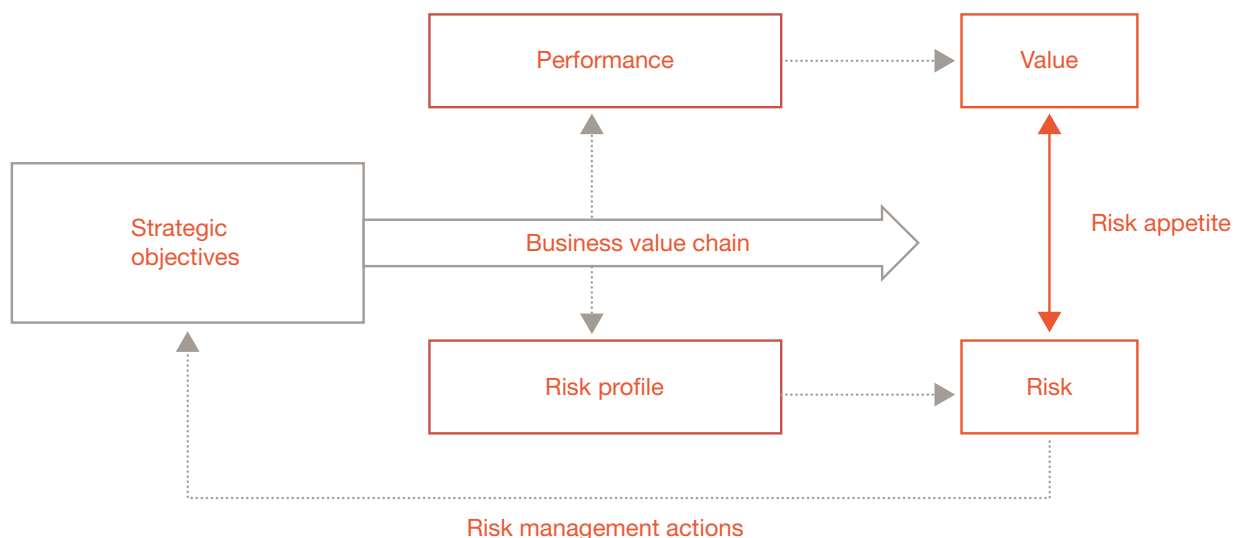 Performance
Value
Strategic
objectives
Business value chain
Risk appetite
Risk profile
Risk
Risk management actions